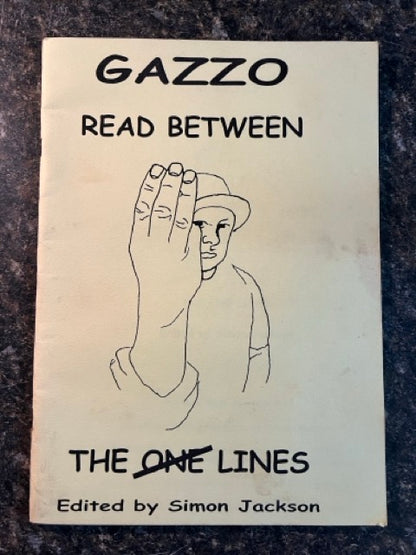 GAZZO
READ BETWEEN
THE ONE LINES
Edited by Simon Jackson